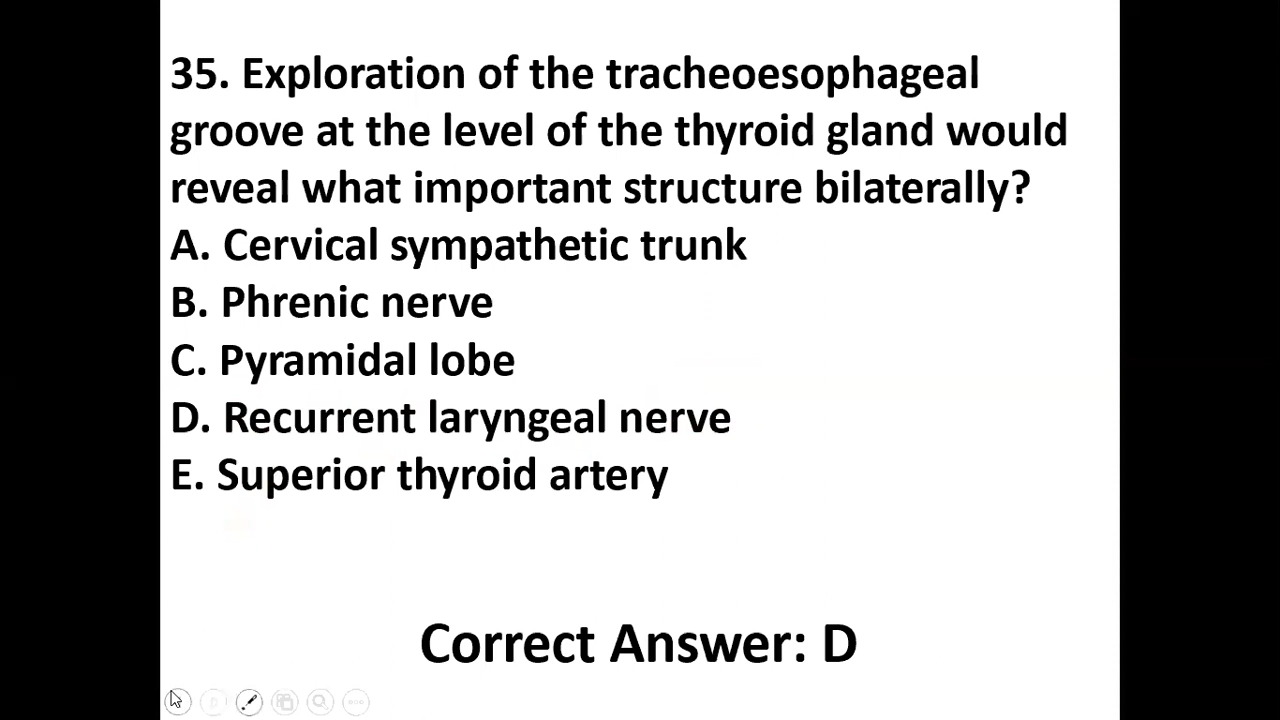 35. Exploration of the tracheoesophageal
groove at the level of the thyroid gland would
reveal what important structure bilaterally?
A. Cervical sympathetic trunk
B. Phrenic nerve
C. Pyramidal lobe
D. Recurrent laryngeal nerve
E. Superior thyroid artery
Correct Answer: D